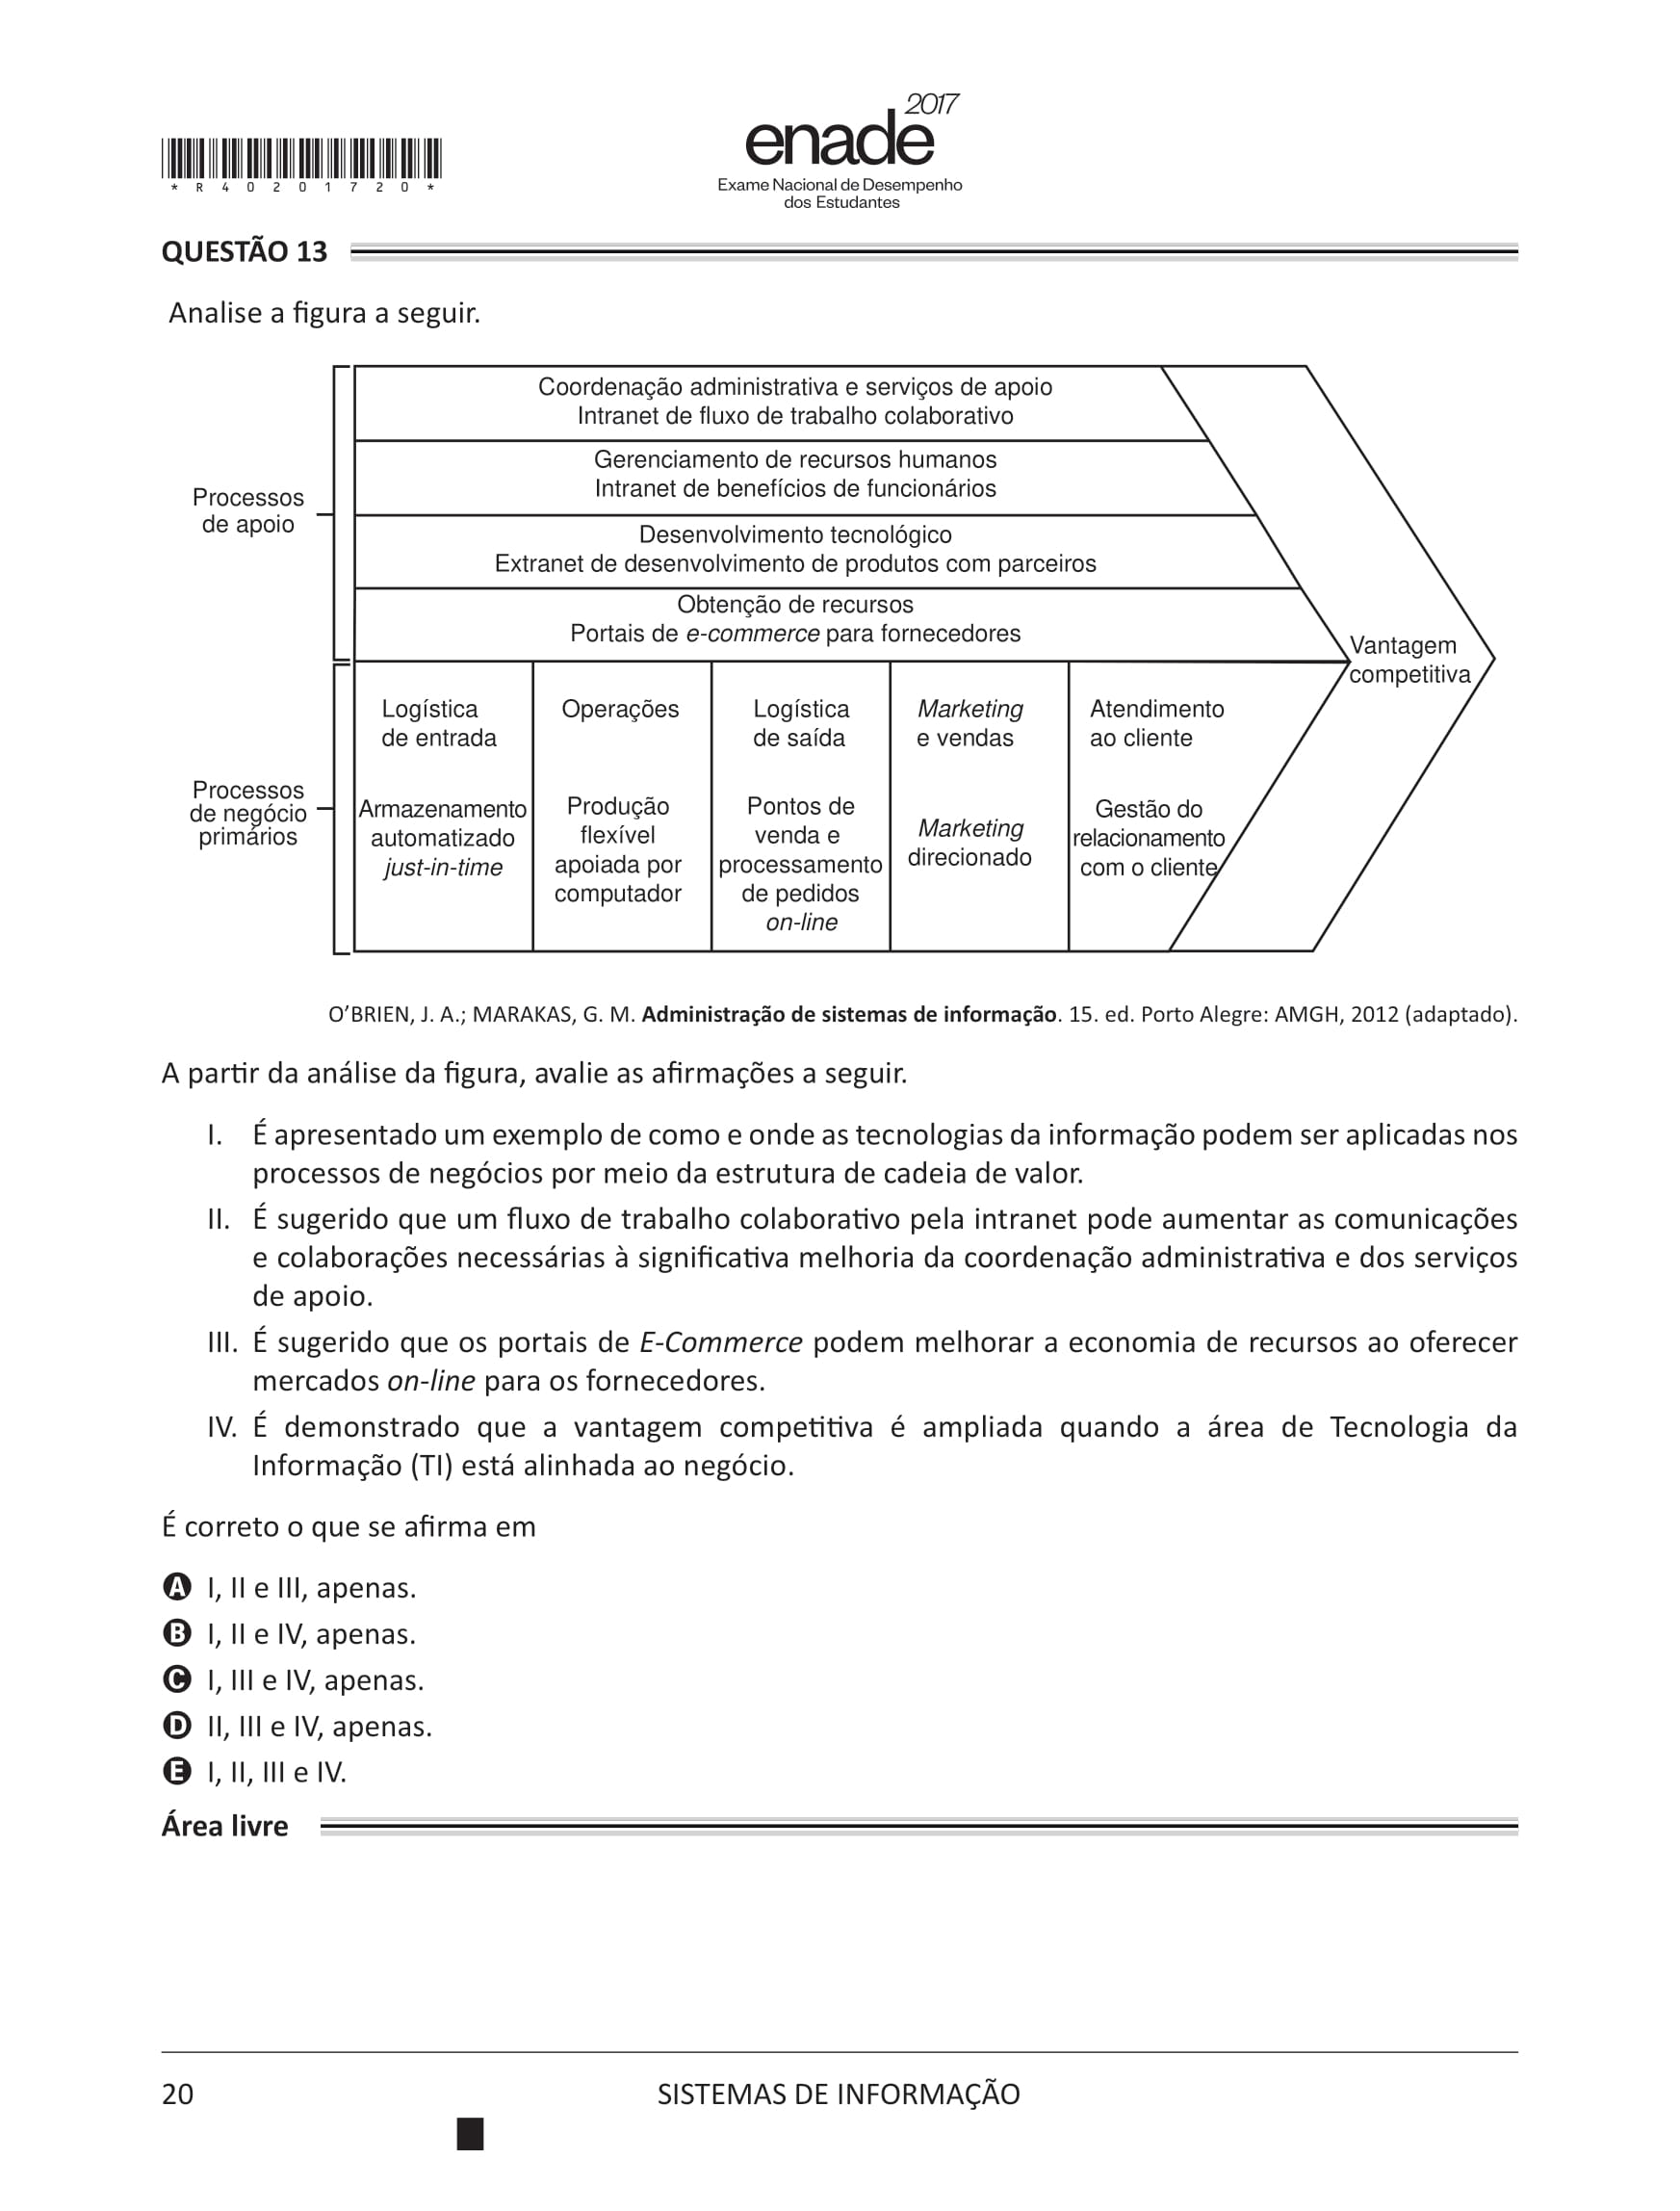 2017
enade
Exame Nacional de Desempenho
dos Estudantes
* R 4 0 2 0 1 7 2 0 *
QUESTÃO 13
Analise a figura a seguir.
Processos
de apoio
Coordenação administrativa e serviços de apoio
Intranet de fluxo de trabalho colaborativo
Gerenciamento de recursos humanos
Intranet de benefícios de funcionários
Desenvolvimento tecnológico
Extranet de desenvolvimento de produtos com parceiros
Obtenção de recursos
Portais de e-commerce para fornecedores
Vantagem
competitiva
Processos
de negócio
primários
Logística
de entrada
Armazenamento
automatizado
just-in-time
Operações
Produção
flexível
apoiada por
computador
Logística
de saída
Pontos de
venda e
processamento
de pedidos
on-line
Marketing
e vendas
Marketing
direcionado
Atendimento
ao cliente
Gestão do
relacionamento
com o cliente
O’BRIEN, J. A.; MARAKAS, G. M. Administração de sistemas de informação. 15. ed. Porto Alegre: AMGH, 2012 (adaptado).
A partir da análise da figura, avalie as afirmações a seguir.
I. É apresentado um exemplo de como e onde as tecnologias da informação podem ser aplicadas nos
processos de negócios por meio da estrutura de cadeia de valor.
II. É sugerido que um fluxo de trabalho colaborativo pela intranet pode aumentar as comunicações
e colaborações necessárias à significativa melhoria da coordenação administrativa e dos serviços
de apoio.
III. É sugerido que os portais de E-Commerce podem melhorar a economia de recursos ao oferecer
mercados on-line para os fornecedores.
IV. É demonstrado que a vantagem competitiva é ampliada quando a área de Tecnologia da
Informação (TI) está alinhada ao negócio.
É correto o que se afirma em
A I, II e III, apenas.
B I, II e IV, apenas.
C I, III e IV, apenas.
D II, III e IV, apenas.
E I, II, III e IV.
Área livre
20
SISTEMAS DE INFORMAÇÃO